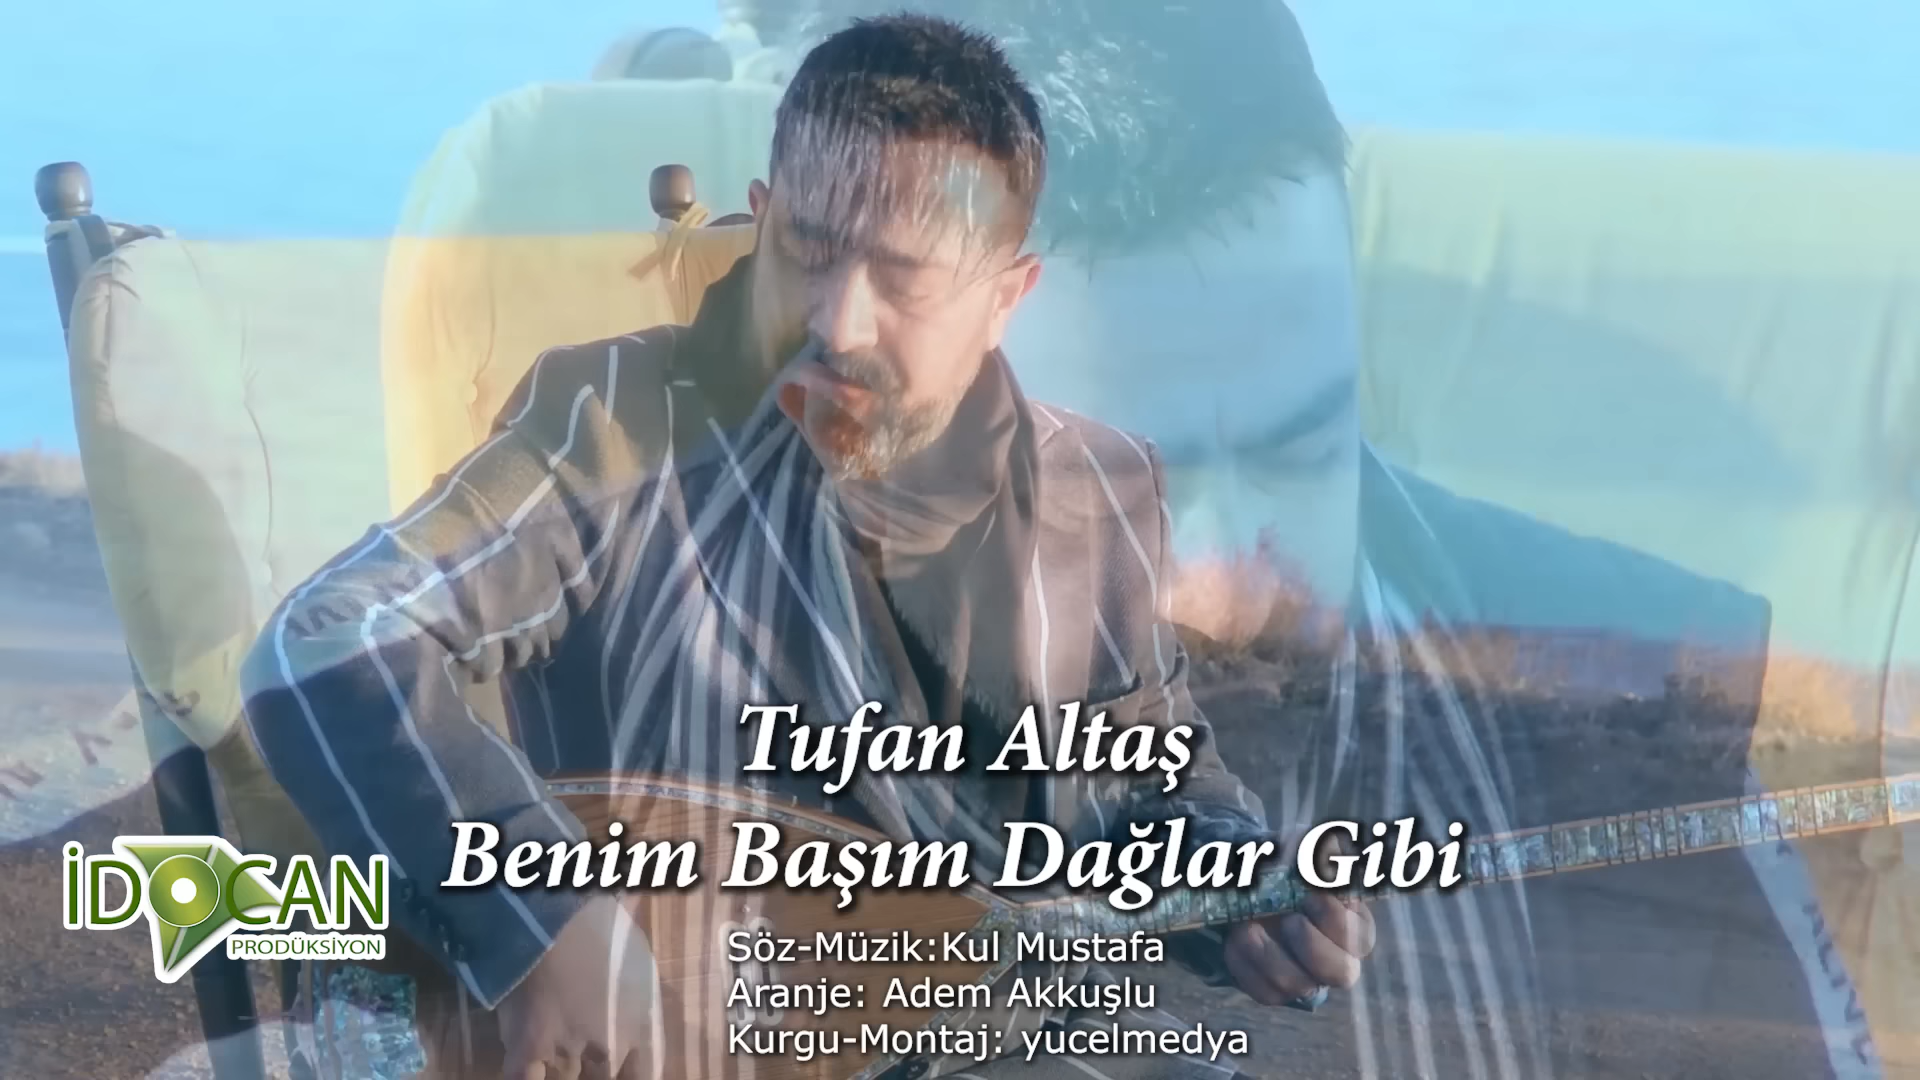 Tufan Altaş
Benim Başım Dağlar Gibi
İDOCAN
PRODÜKSİYON
Söz-Müzik:Kul Mustafa
Aranje: Adem Akkuşlu
Kurgu-Montaj: yucelmedya